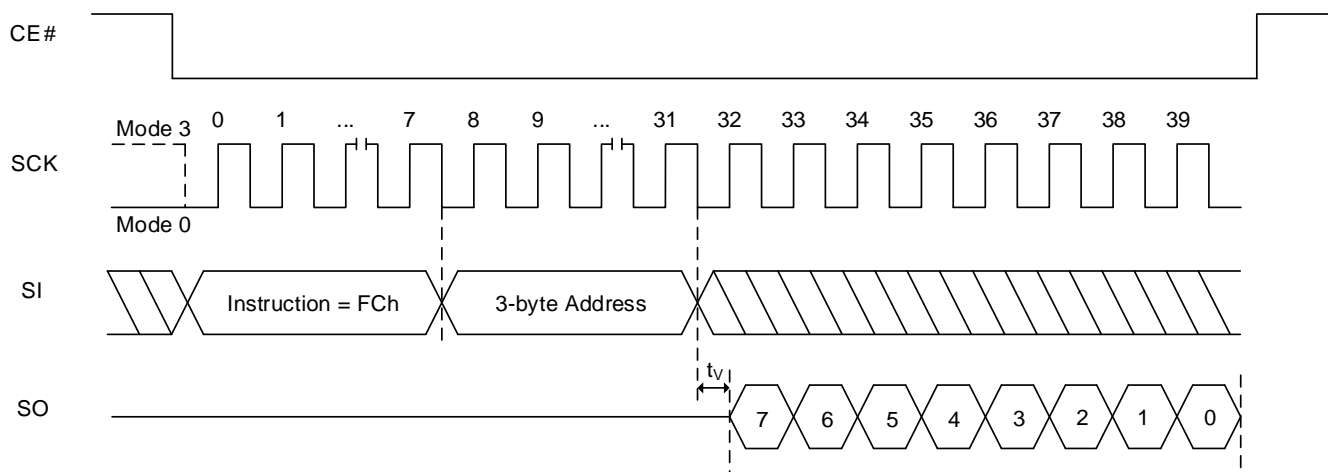 CE#
Mode 3
0 1 ... 7 8 9 ... 31 32 33 34 35 36 37 38 39
SCK
Mode 0
SI
Instruction = FCh
3-byte Address
tV
SO
7 6 5 4 3 2 1 0